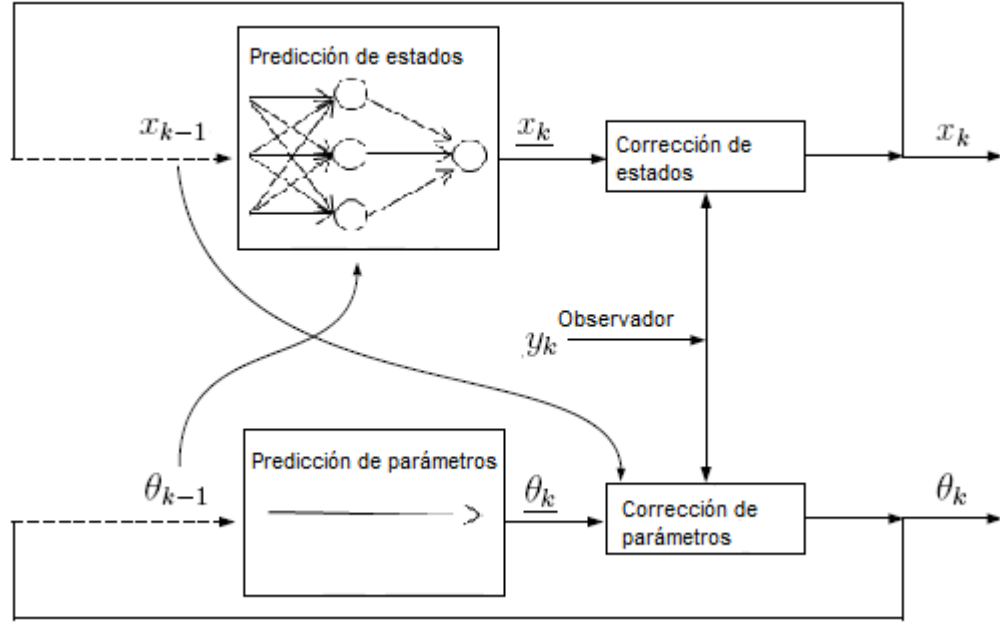 Predicción de estados
x_{k-1}
x_k
Corrección de
estados
x_k
Observador
y_k
Predicción de parámetros
θ_{k-1}
θ_k
Corrección de
parámetros
θ_k